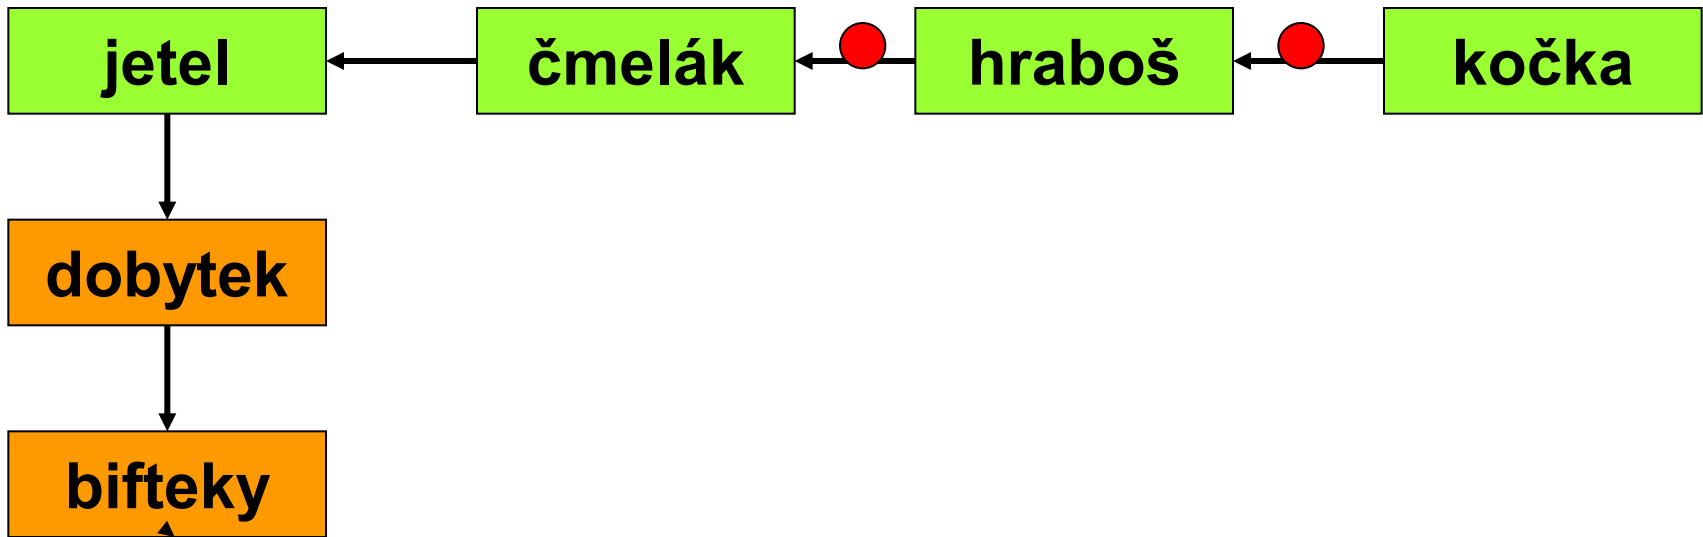 jetel
čmelák
hraboš
kočka
dobytek
bifteky